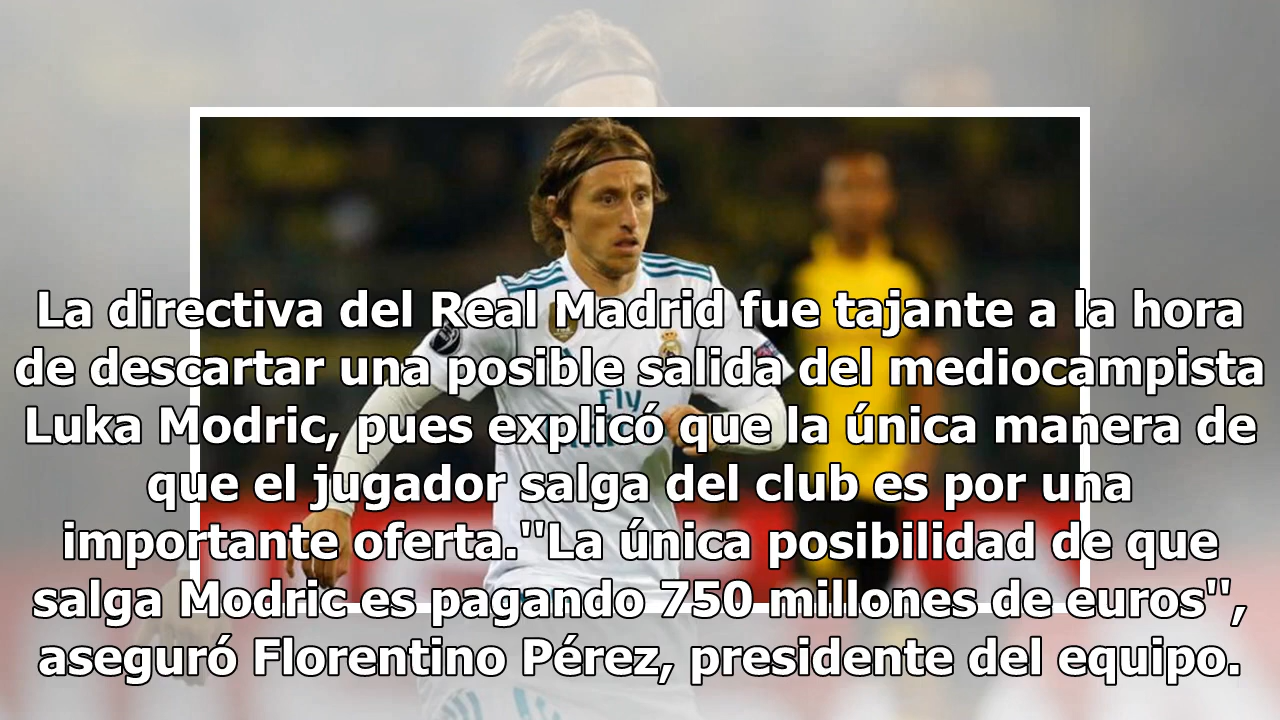 La directiva del Real Madrid fue tajante a la hora
de descartar una posible salida del mediocampista
Luka Modric, pues explicó que la única manera de
que el jugador salga del club es por una
importante oferta."La única posibilidad de que
salga Modric es pagando 750 millones de euros",
aseguró Florentino Pérez, presidente del equipo.
Fly